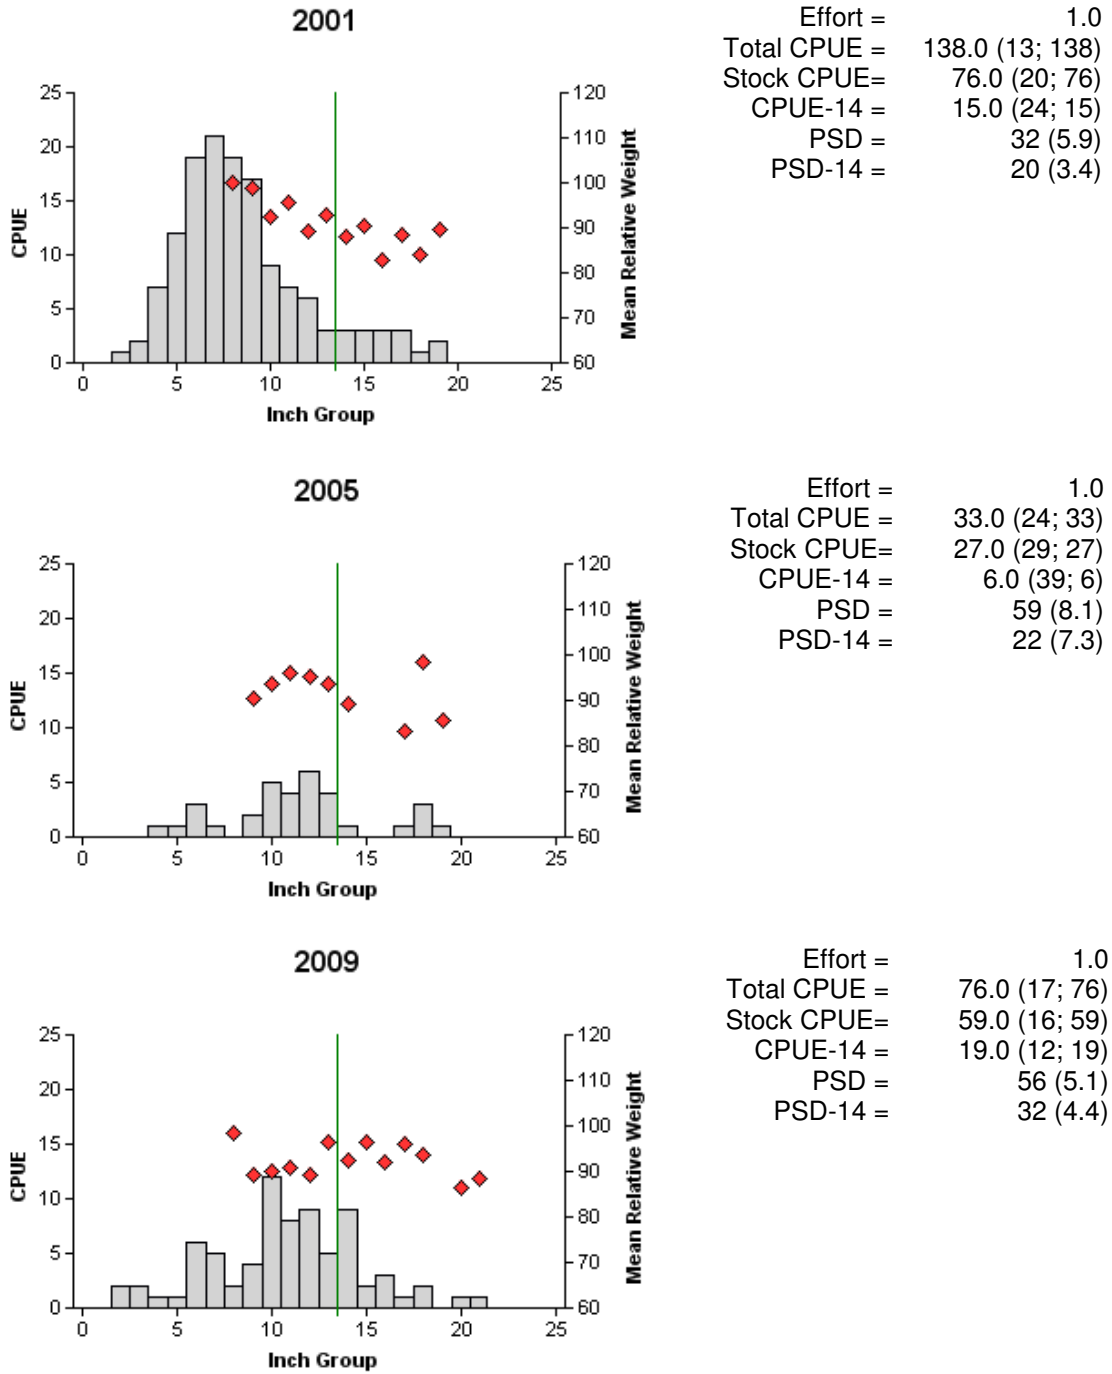 2001
Effort = 1.0
Total CPUE = 138.0 (13; 138)
Stock CPUE= 76.0 (20; 76)
CPUE-14 = 15.0 (24; 15)
PSD = 32 (5.9)
PSD-14 = 20 (3.4)
25
20
15
10
5
0
CPUE
120
110
100
90
80
70
60
Mean Relative Weight
0 5 10 15 20 25
Inch Group
2005
Effort = 1.0
Total CPUE = 33.0 (24; 33)
Stock CPUE= 27.0 (29; 27)
CPUE-14 = 6.0 (39; 6)
PSD = 59 (8.1)
PSD-14 = 22 (7.3)
25
20
15
10
5
0
CPUE
120
110
100
90
80
70
60
Mean Relative Weight
0 5 10 15 20 25
Inch Group
2009
Effort = 1.0
Total CPUE = 76.0 (17; 76)
Stock CPUE= 59.0 (16; 59)
CPUE-14 = 19.0 (12; 19)
PSD = 56 (5.1)
PSD-14 = 32 (4.4)
25
20
15
10
5
0
CPUE
120
110
100
90
80
70
60
Mean Relative Weight
0 5 10 15 20 25
Inch Group